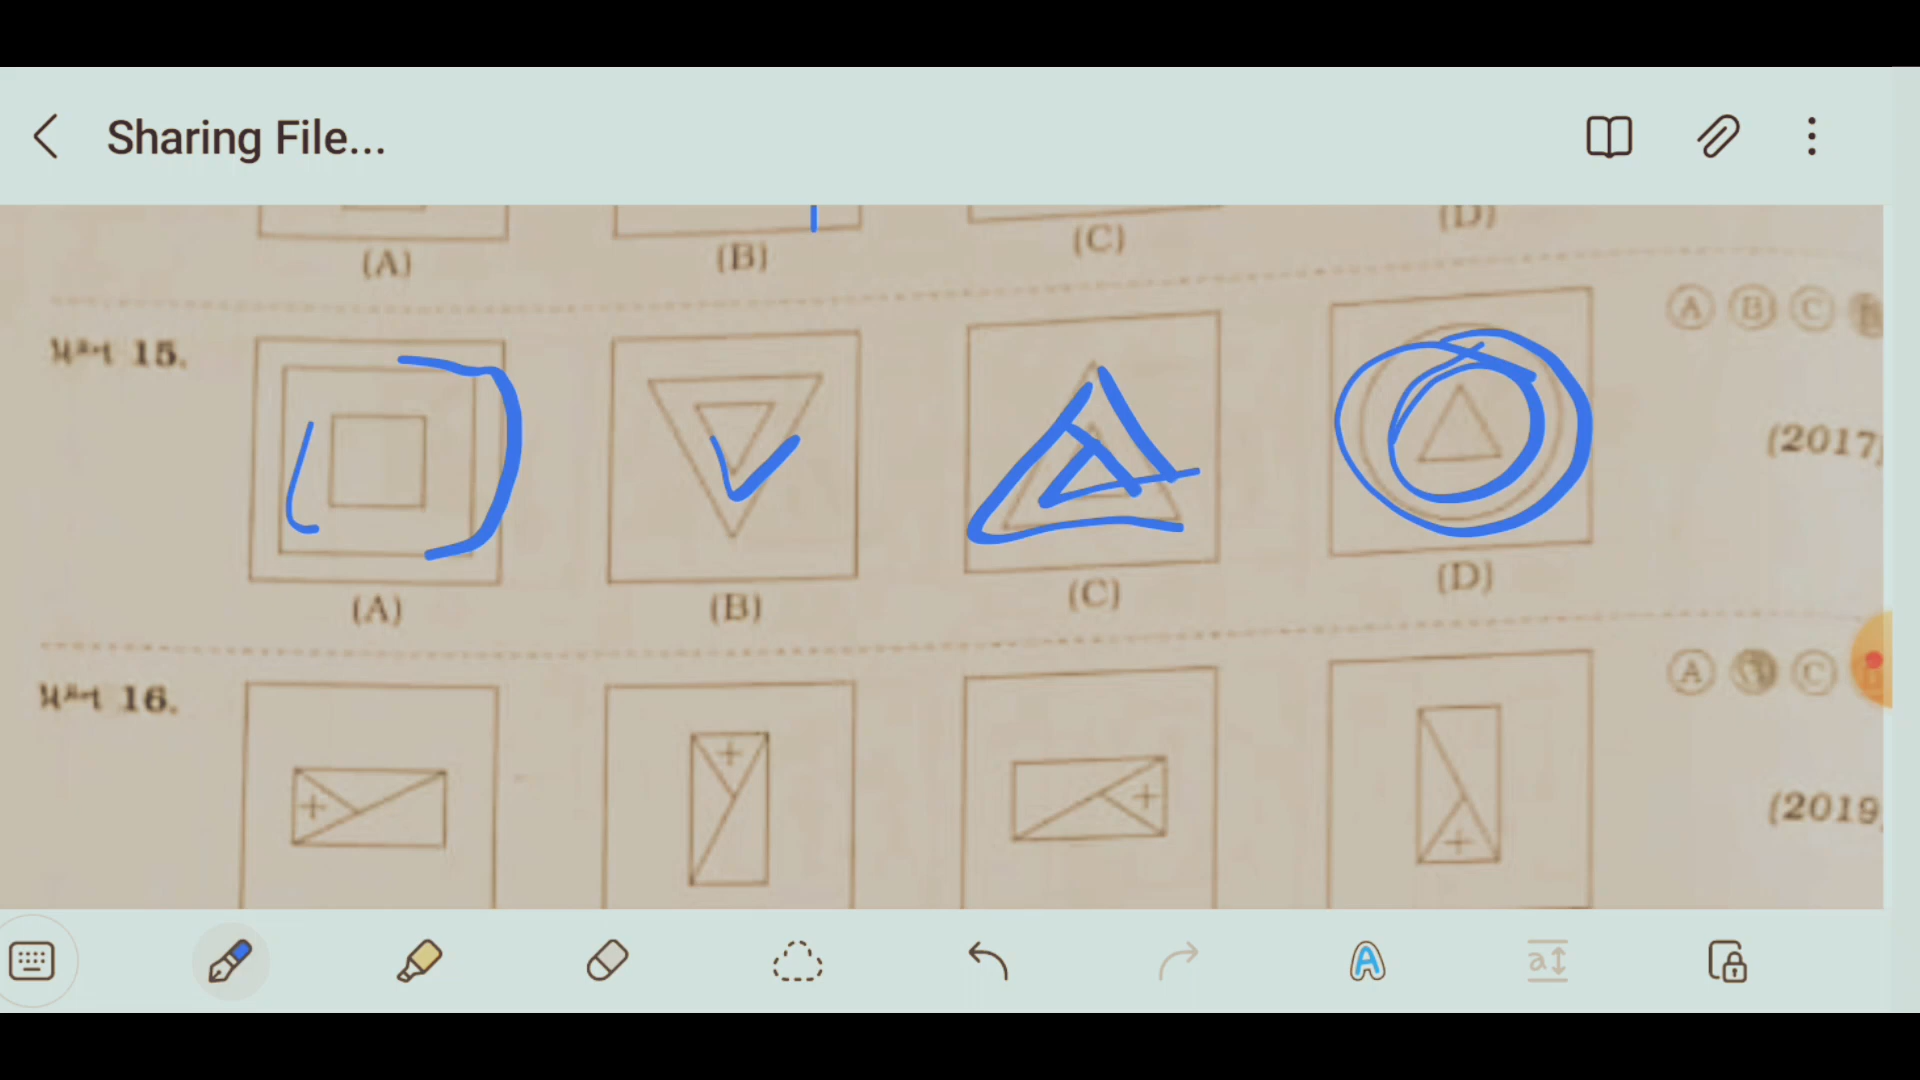 Sharing File...
(A) (B) (C) (D)
15. A B C
(2017)
(A) (B) (C) (D)
16. A C
(2019